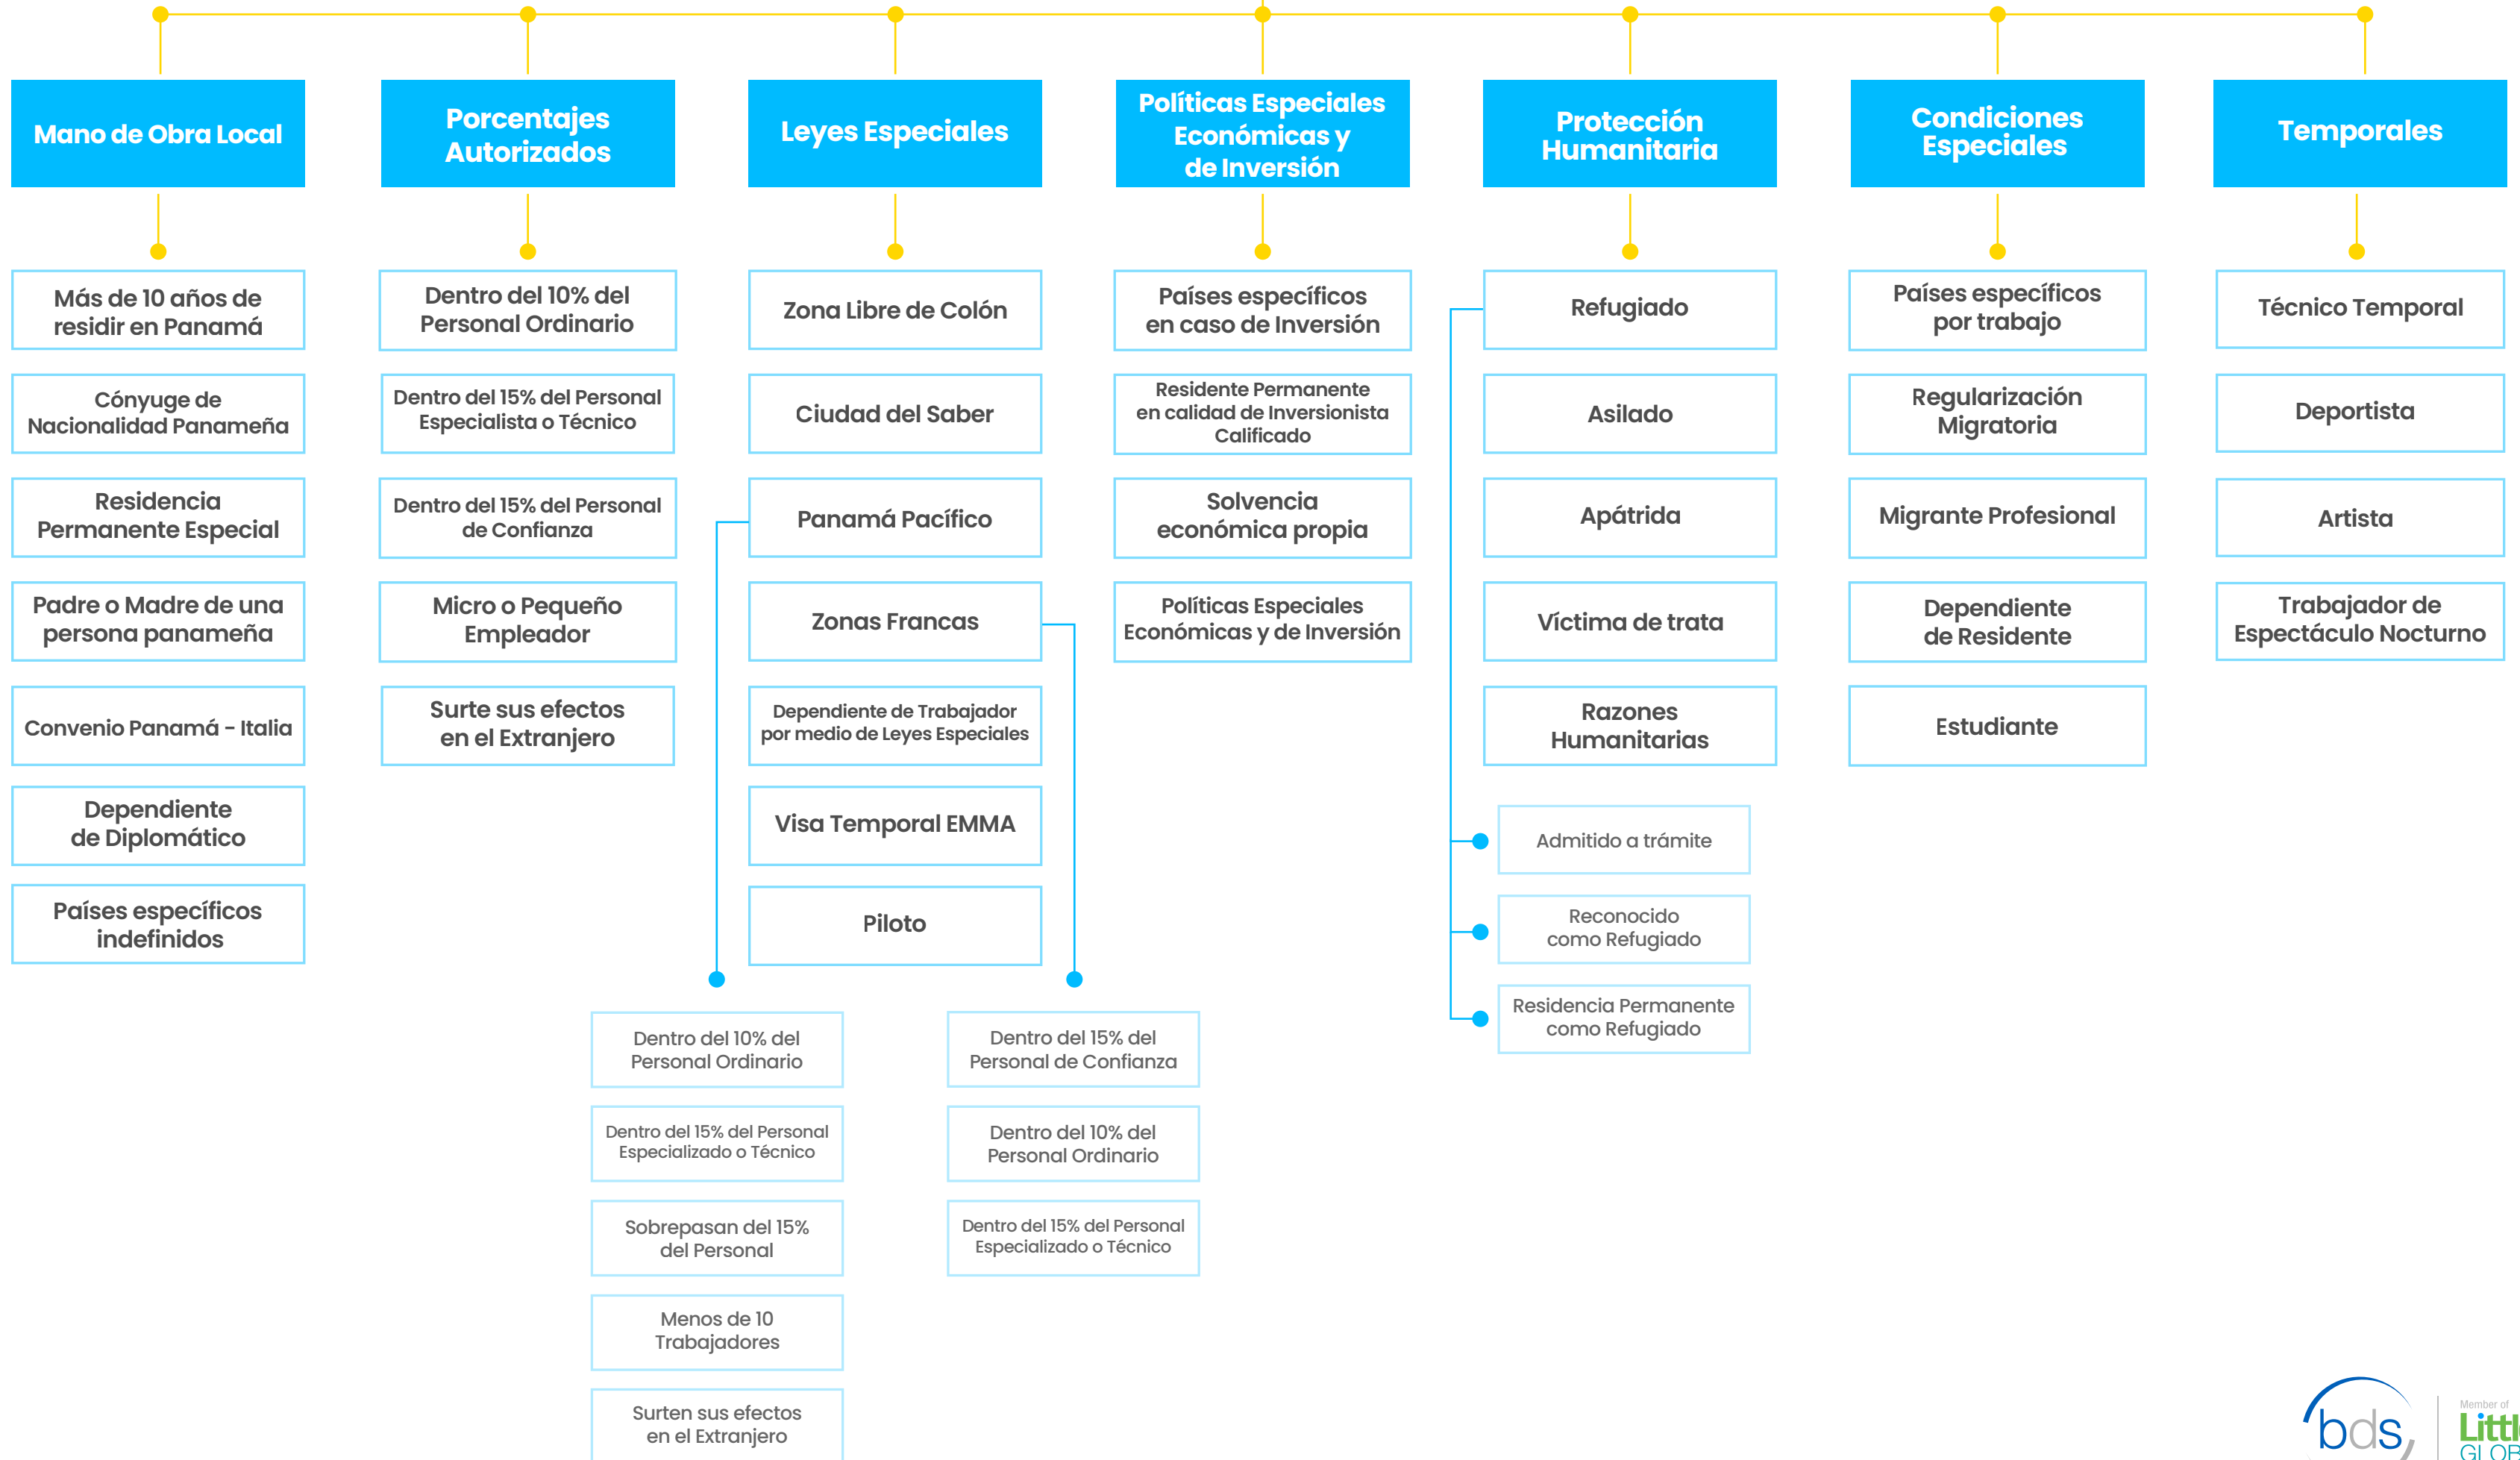 Mano de Obra Local
Más de 10 años de
residir en Panamá
Cónyuge de
Nacionalidad Panameña
Residencia
Permanente Especial
Padre o Madre de una
persona panameña
Convenio Panamá - Italia
Dependiente
de Diplomático
Países específicos
indefinidos
Porcentajes
Autorizados
Dentro del 10% del
Personal Ordinario
Dentro del 15% del Personal
Especialista o Técnico
Dentro del 15% del Personal
de Confianza
Micro o Pequeño
Empleador
Surte sus efectos
en el Extranjero
Leyes Especiales
Zona Libre de Colón
Ciudad del Saber
Panamá Pacífico
Zonas Francas
Dependiente de Trabajador
por medio de Leyes Especiales
Visa Temporal EMMA
Piloto
Dentro del 10% del
Personal Ordinario
Dentro del 15% del Personal
Especializado o Técnico
Sobrepasan del 15%
del Personal
Menos de 10
Trabajadores
Surten sus efectos
en el Extranjero
Dentro del 15% del
Personal de Confianza
Dentro del 10% del
Personal Ordinario
Dentro del 15% del Personal
Especializado o Técnico
Políticas Especiales
Económicas y
de Inversión
Países específicos
en caso de Inversión
Residente Permanente
en calidad de Inversionista
Calificado
Solvencia
económica propia
Políticas Especiales
Económicas y de Inversión
Protección
Humanitaria
Refugiado
Asilado
Apátrida
Víctima de trata
Razones
Humanitarias
Admitido a trámite
Reconocido
como Refugiado
Residencia Permanente
como Refugiado
Condiciones
Especiales
Países específicos
por trabajo
Regularización
Migratoria
Migrante Profesional
Dependiente
de Residente
Estudiante
Temporales
Técnico Temporal
Deportista
Artista
Trabajador de
Espectáculo Nocturno
bds
Member of